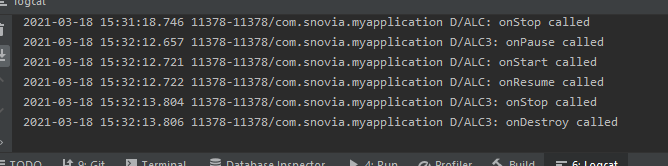 logcat
2021-03-18 15:31:18.746 11378-11378/com.snovia.myapplication D/ALC: onStop called
2021-03-18 15:32:12.657 11378-11378/com.snovia.myapplication D/ALC3: onPause called
2021-03-18 15:32:12.721 11378-11378/com.snovia.myapplication D/ALC: onStart called
2021-03-18 15:32:12.722 11378-11378/com.snovia.myapplication D/ALC: onResume called
2021-03-18 15:32:13.804 11378-11378/com.snovia.myapplication D/ALC3: onStop called
2021-03-18 15:32:13.806 11378-11378/com.snovia.myapplication D/ALC3: onDestroy called
TODO 9: Git Terminal Database Inspector 4: Run Profiler Build 6: Logcat